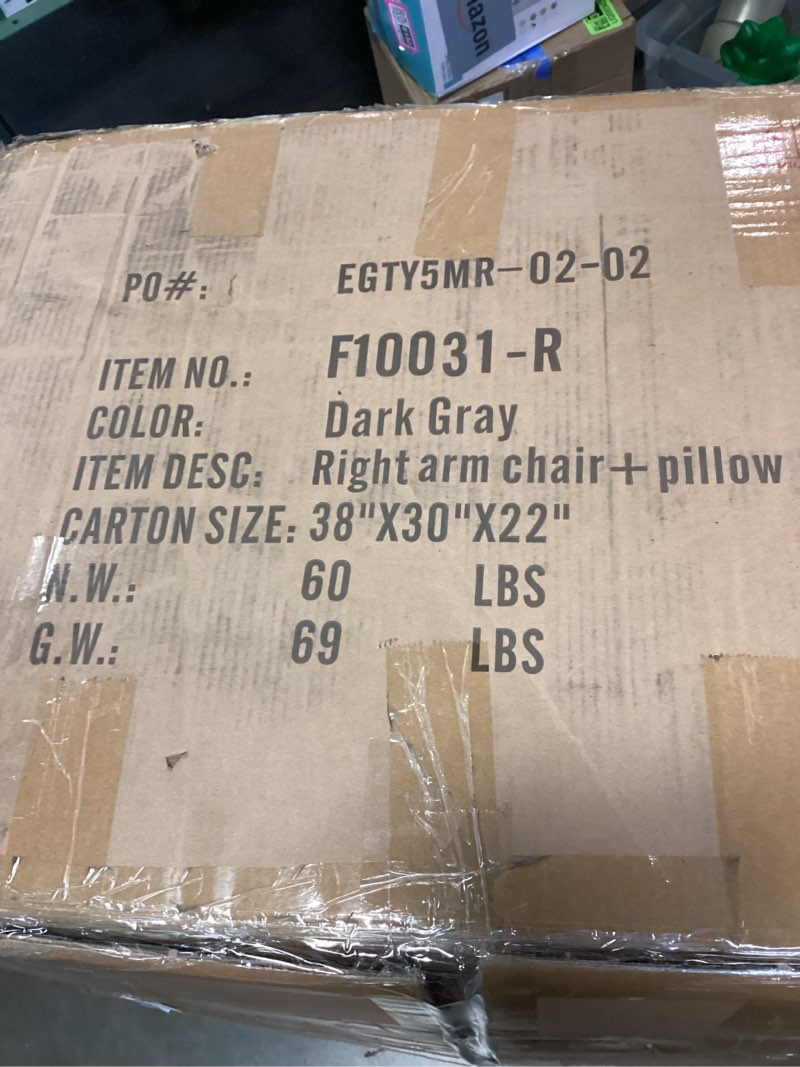 azon
PO#: EGTY5MR-02-02
ITEM NO.: F10031-R
COLOR: Dark Gray
ITEM DESC: Right arm chair+pillow
CARTON SIZE: 38"X30"X22"
N.W.: 60 LBS
G.W.: 69 LBS